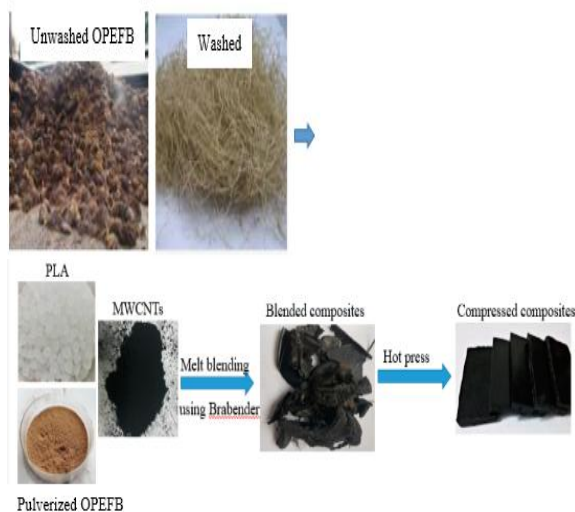 Unwashed OPEFB
Washed
PLA
MWCNTs
Blended composites
Compressed composites
Melt blending
using Brabender
Hot press
Pulverized OPEFB